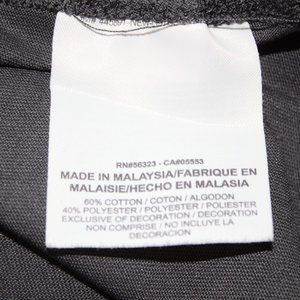 RN#56323 - CA#05553
MADE IN MALAYSIA/FABRIQUE EN
MALAISIE/HECHO EN MALASIA
60% COTTON / COTON / ALGODON
40% POLYESTER / POLYESTER / POLIESTER
EXCLUSIVE OF DECORATION / DECORATION
NON COMPRISE / NO INCLUYE LA
DECORACION